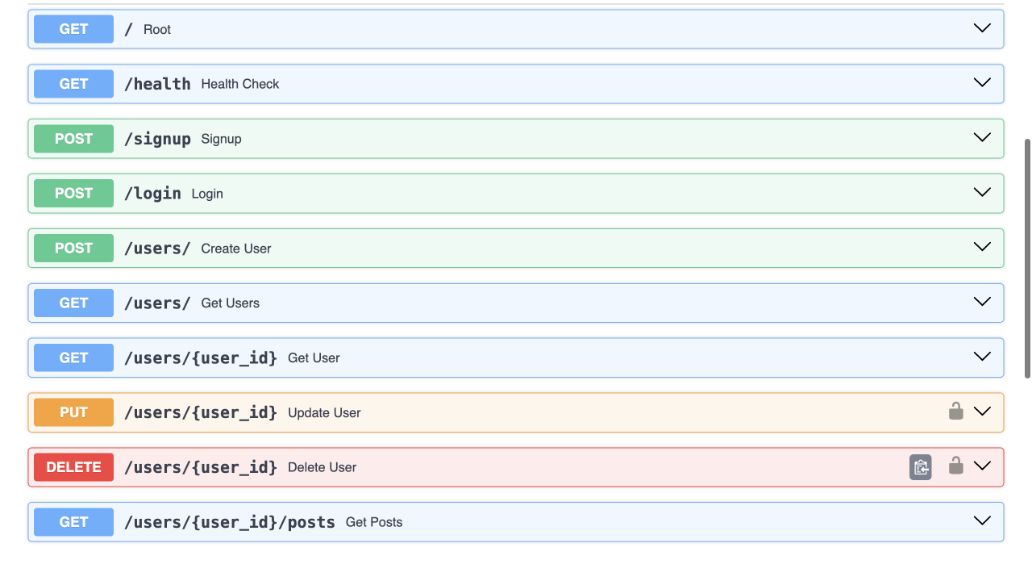 GET / Root
GET /health Health Check
POST /signup Signup
POST /login Login
POST /users/ Create User
GET /users/ Get Users
GET /users/{user_id} Get User
PUT /users/{user_id} Update User
DELETE /users/{user_id} Delete User
GET /users/{user_id}/posts Get Posts